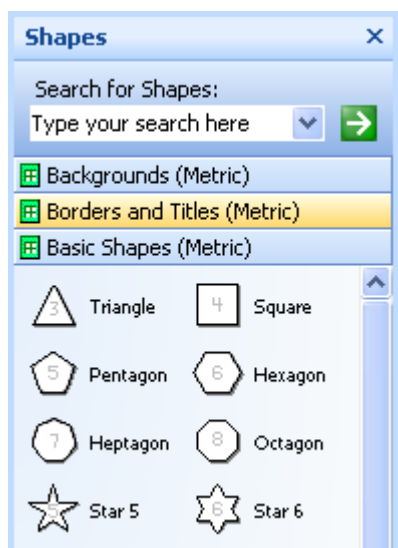 Shapes
Search for Shapes:
Type your search here
Backgrounds (Metric)
Borders and Titles (Metric)
Basic Shapes (Metric)
3 Triangle 4 Square
5 Pentagon 6 Hexagon
7 Heptagon 8 Octagon
5 Star 5 6 Star 6